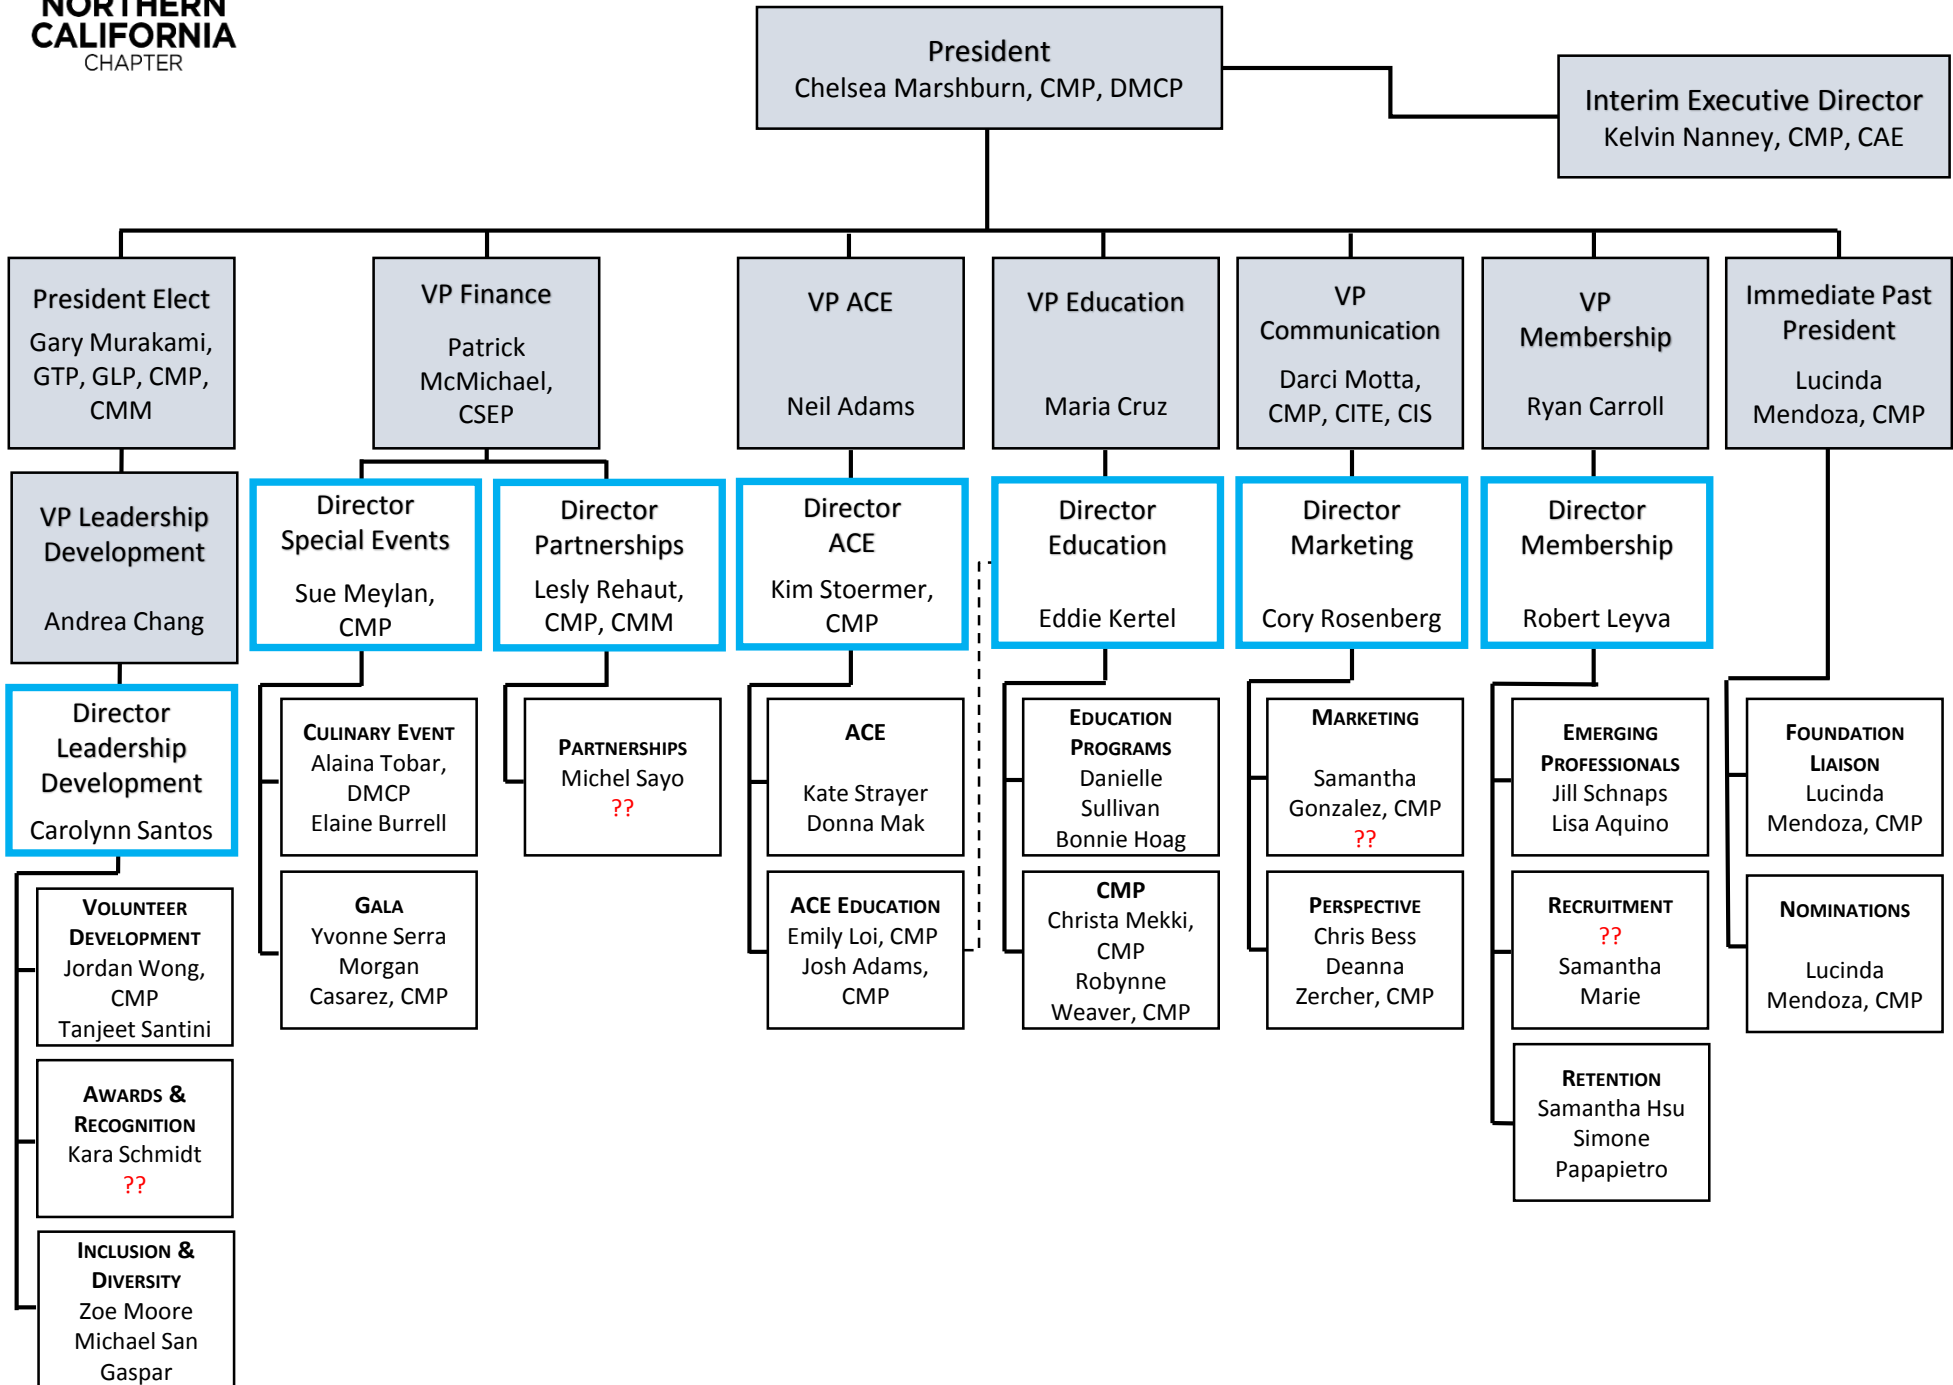 NORTHERN
CALIFORNIA
CHAPTER
President
Chelsea Marshburn, CMP, DMCP
Interim Executive Director
Kelvin Nanney, CMP, CAE
President Elect
Gary Murakami,
GTP, GLP, CMP,
CMM
VP Finance
Patrick
McMichael,
CSEP
VP ACE
Neil Adams
VP Education
Maria Cruz
VP
Communication
Darci Motta,
CMP, CITE, CIS
VP
Membership
Ryan Carroll
Immediate Past
President
Lucinda
Mendoza, CMP
VP Leadership
Development
Andrea Chang
Director
Special Events
Sue Meylan,
CMP
Director
Partnerships
Lesly Rehaut,
CMP, CMM
Director
ACE
Kim Stoermer,
CMP
Director
Education
Eddie Kertel
Director
Marketing
Cory Rosenberg
Director
Membership
Robert Leyva
Director
Leadership
Development
Carolynn Santos
CULINARY EVENT
Alaina Tobar,
DMCP
Elaine Burrell
PARTNERSHIPS
Michel Sayo
??
ACE
Kate Strayer
Donna Mak
EDUCATION
PROGRAMS
Danielle
Sullivan
Bonnie Hoag
MARKETING
Samantha
Gonzalez, CMP
??
EMERGING
PROFESSIONALS
Jill Schnaps
Lisa Aquino
FOUNDATION
LIAISON
Lucinda
Mendoza, CMP
VOLUNTEER
DEVELOPMENT
Jordan Wong,
CMP
Tanjeet Santini
GALA
Yvonne Serra
Morgan
Casarez, CMP
ACE EDUCATION
Emily Loi, CMP
Josh Adams,
CMP
CMP
Christa Mekki,
CMP
Robynne
Weaver, CMP
PERSPECTIVE
Chris Bess
Deanna
Zercher, CMP
RECRUITMENT
??
Samantha
Marie
NOMINATIONS
Lucinda
Mendoza, CMP
AWARDS &
RECOGNITION
Kara Schmidt
??
RETENTION
Samantha Hsu
Simone
Papapietro
INCLUSION &
DIVERSITY
Zoe Moore
Michael San
Gaspar